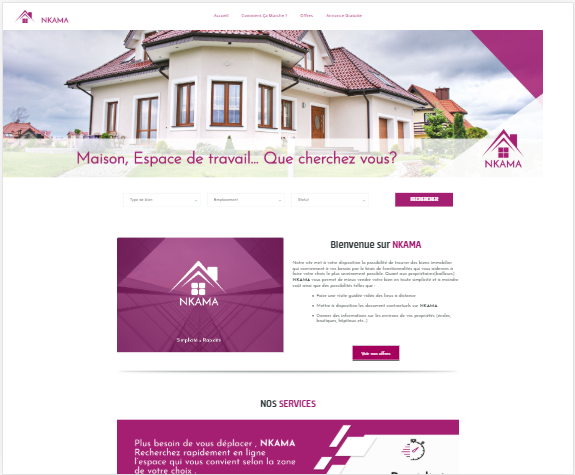 NKAMA
Accueil Comment Ça Marche ? Offres Annonce Gratuite
Maison, Espace de travail... Que cherchez vous?
NKAMA
Type de bien Emplacement Statut
Bienvenue sur NKAMA
Notre site met à votre disposition la possibilité de trouver des biens immobilier
qui conviennent à vos besoin par le biais de fonctionnalités qui vous aiderons à
faire votre choix le plus sereinement possible. Quant aux propriétaires(bailleurs)
NKAMA vous permet de mieux vendre votre bien en toute simplicité et à moindre
coût ainsi que des possibilités telles que :
Faire une visite guidée vidéo des lieux à distance
Mettre à disposition les document contractuels sur NKAMA
Donner des informations sur les environs de vos propriétés (écoles,
boutiques, hôpitaux etc...)
Voir nos offres
NKAMA
NOS SERVICES
Plus besoin de vous déplacer , NKAMA
Recherchez rapidement en ligne
l'espace qui vous convient selon la zone
de votre choix .